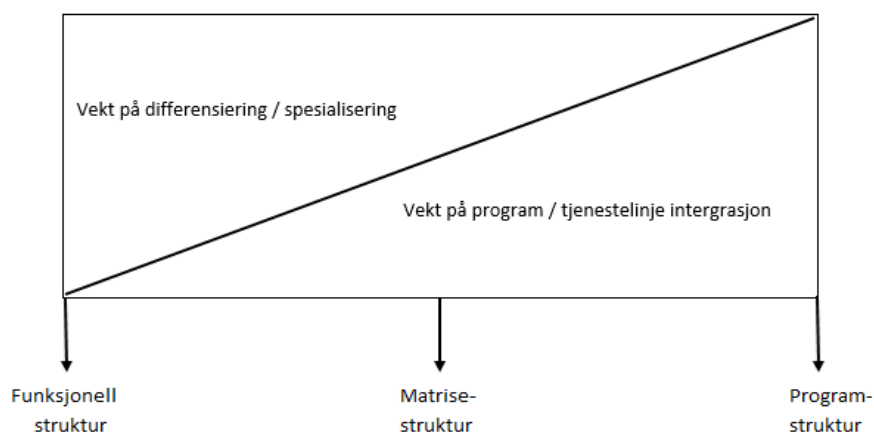 Vekt på differensiering / spesialisering
Vekt på program / tjenestelinje intergrasjon
Funksjonell
struktur
Matrise-
struktur
Program-
struktur